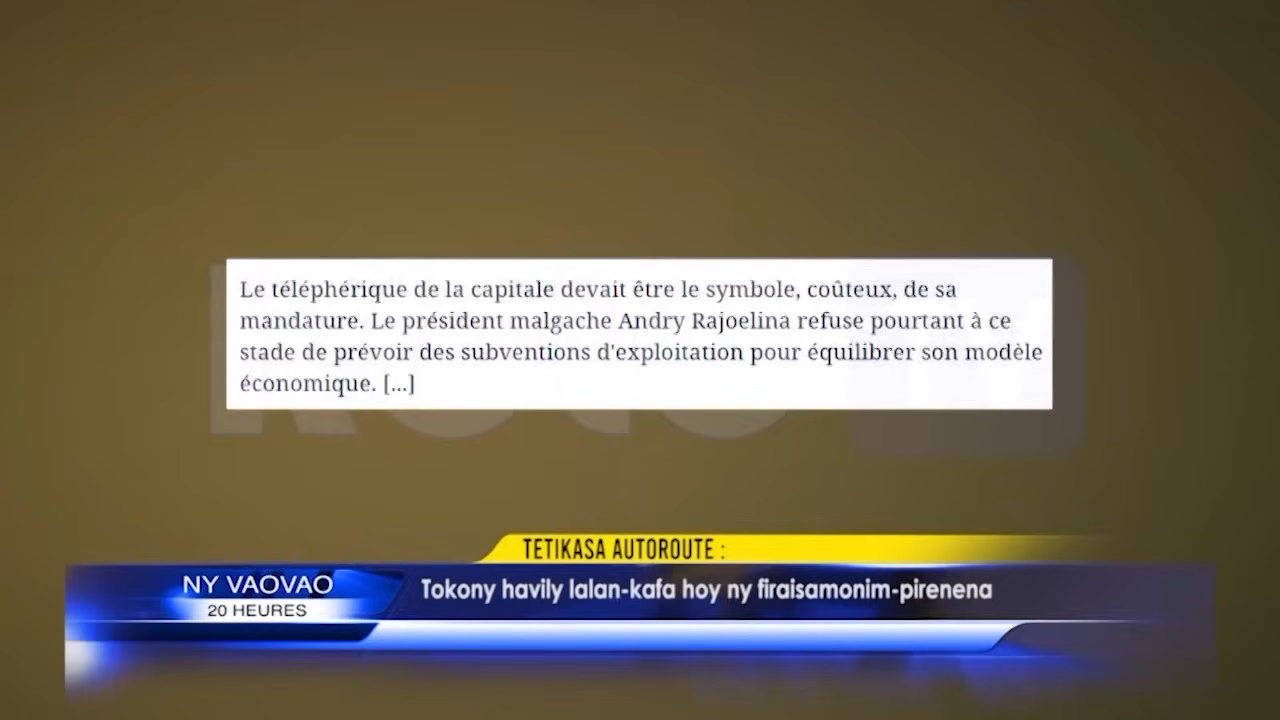 Le téléphérique de la capitale devait être le symbole, coûteux, de sa
mandature. Le président malgache Andry Rajoelina refuse pourtant à ce
stade de prévoir des subventions d'exploitation pour équilibrer son modèle
économique. [...]
TETIKASA AUTOROUTE :
NY VAOVAO
20 HEURES
Tokony havily lalan-kafa hoy ny firaisamonim-pirenena